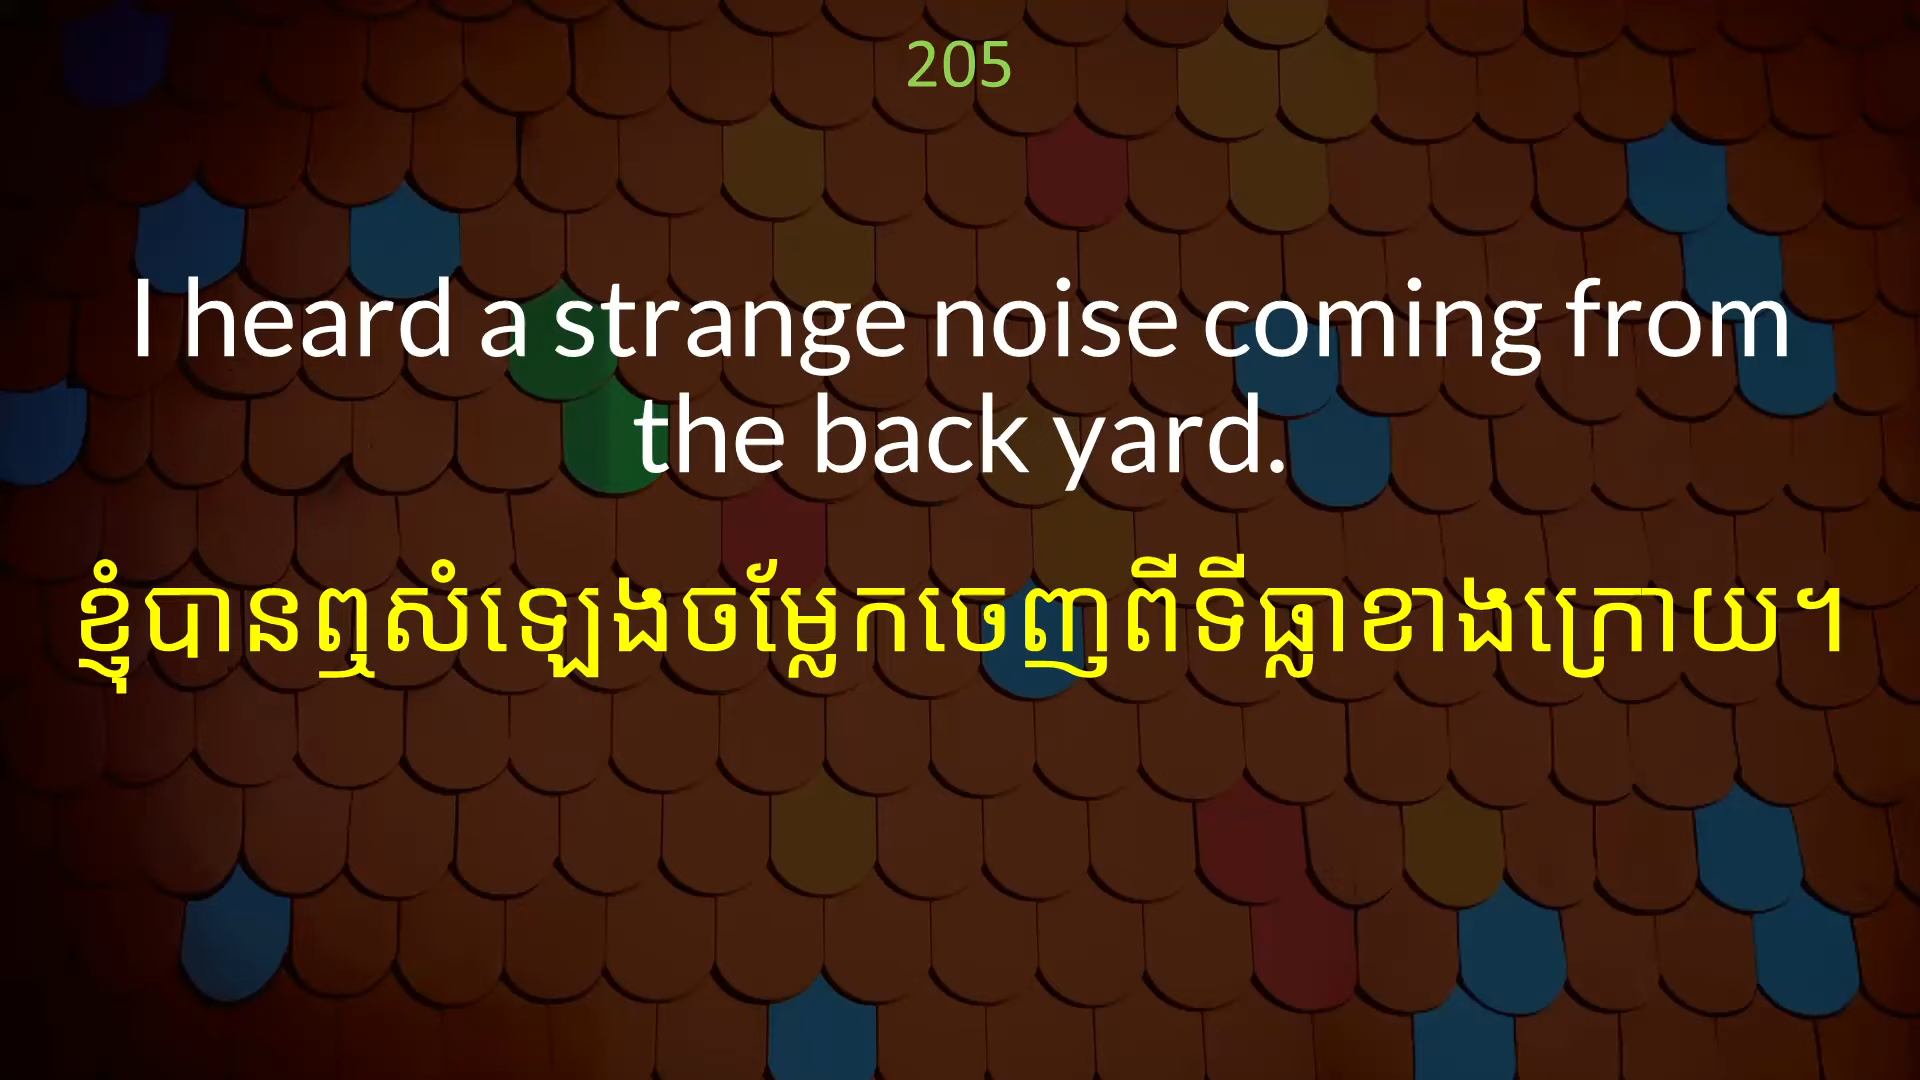 205
I heard a strange noise coming from
the back yard.
ខ្ញុំបានឮសំឡេងចម្លែកចេញពីទីធ្លាខាងក្រោយ។